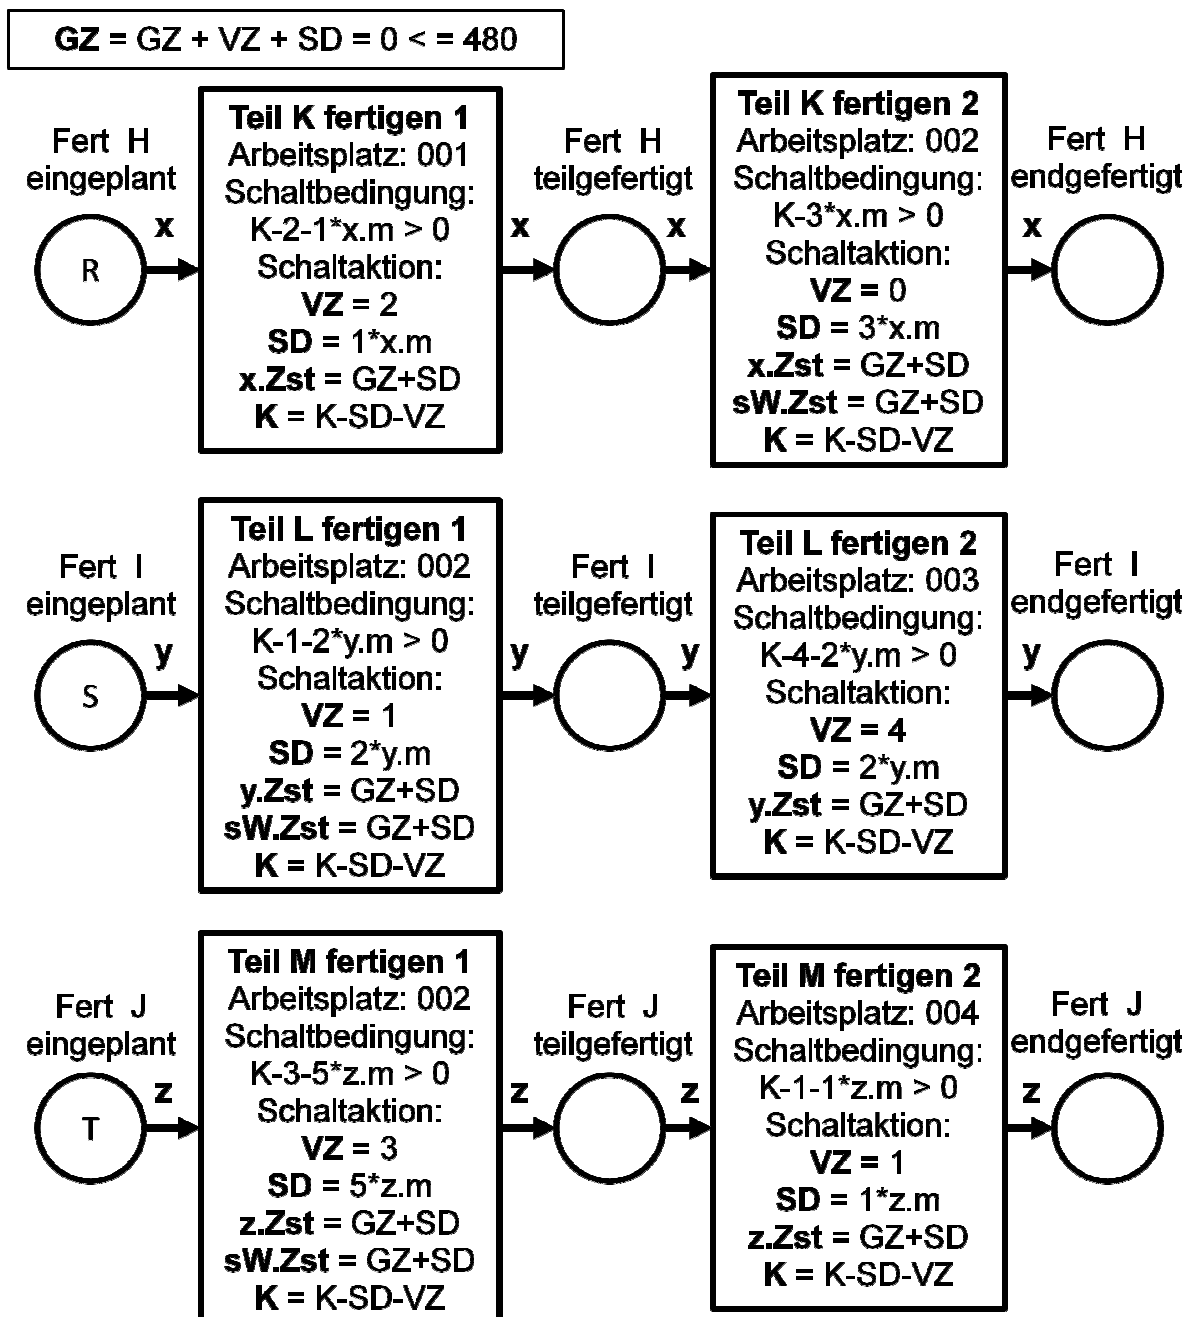 GZ = GZ + VZ + SD = 0 < = 480
Fert H
eingeplant
R
x
Teil K fertigen 1
Arbeitsplatz: 001
Schaltbedingung:
K-2-1*x.m > 0
Schaltaktion:
VZ = 2
SD = 1*x.m
x.Zst = GZ+SD
K = K-SD-VZ
x
Fert H
teilgefertigt
x
Teil K fertigen 2
Arbeitsplatz: 002
Schaltbedingung:
K-3*x.m > 0
Schaltaktion:
VZ = 0
SD = 3*x.m
x.Zst = GZ+SD
sW.Zst = GZ+SD
K = K-SD-VZ
x
Fert H
endgefertigt
Fert I
eingeplant
S
y
Teil L fertigen 1
Arbeitsplatz: 002
Schaltbedingung:
K-1-2*y.m > 0
Schaltaktion:
VZ = 1
SD = 2*y.m
y.Zst = GZ+SD
sW.Zst = GZ+SD
K = K-SD-VZ
y
Fert I
teilgefertigt
y
Teil L fertigen 2
Arbeitsplatz: 003
Schaltbedingung:
K-4-2*y.m > 0
Schaltaktion:
VZ = 4
SD = 2*y.m
y.Zst = GZ+SD
K = K-SD-VZ
y
Fert I
endgefertigt
Fert J
eingeplant
T
z
Teil M fertigen 1
Arbeitsplatz: 002
Schaltbedingung:
K-3-5*z.m > 0
Schaltaktion:
VZ = 3
SD = 5*z.m
z.Zst = GZ+SD
sW.Zst = GZ+SD
K = K-SD-VZ
z
Fert J
teilgefertigt
z
Teil M fertigen 2
Arbeitsplatz: 004
Schaltbedingung:
K-1-1*z.m > 0
Schaltaktion:
VZ = 1
SD = 1*z.m
z.Zst = GZ+SD
K = K-SD-VZ
z
Fert J
endgefertigt